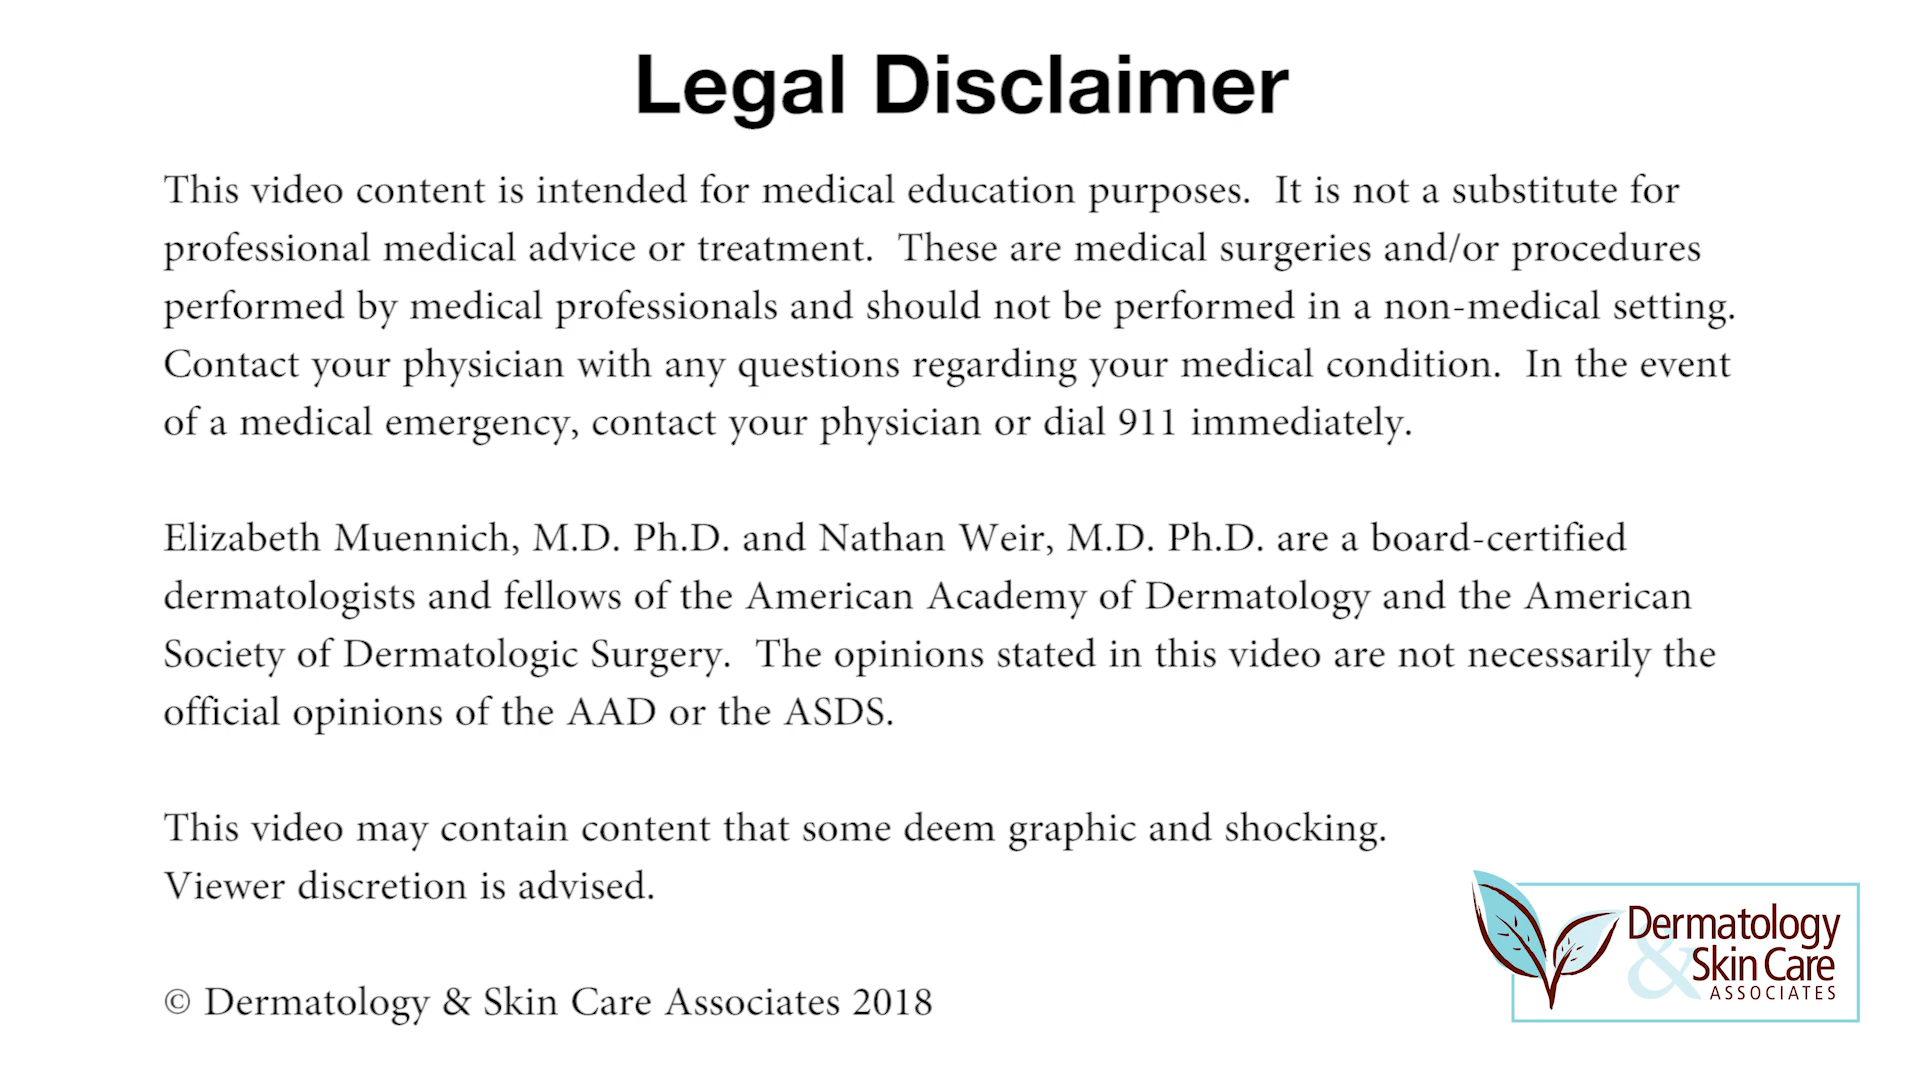 Legal Disclaimer
This video content is intended for medical education purposes.  It is not a substitute for
professional medical advice or treatment.  These are medical surgeries and/or procedures
performed by medical professionals and should not be performed in a non-medical setting.
Contact your physician with any questions regarding your medical condition.  In the event
of a medical emergency, contact your physician or dial 911 immediately.
Elizabeth Muennich, M.D. Ph.D. and Nathan Weir, M.D. Ph.D. are a board-certified
dermatologists and fellows of the American Academy of Dermatology and the American
Society of Dermatologic Surgery.  The opinions stated in this video are not necessarily the
official opinions of the AAD or the ASDS.
This video may contain content that some deem graphic and shocking.
Viewer discretion is advised.
© Dermatology & Skin Care Associates 2018
Dermatology
& Skin Care
ASSOCIATES